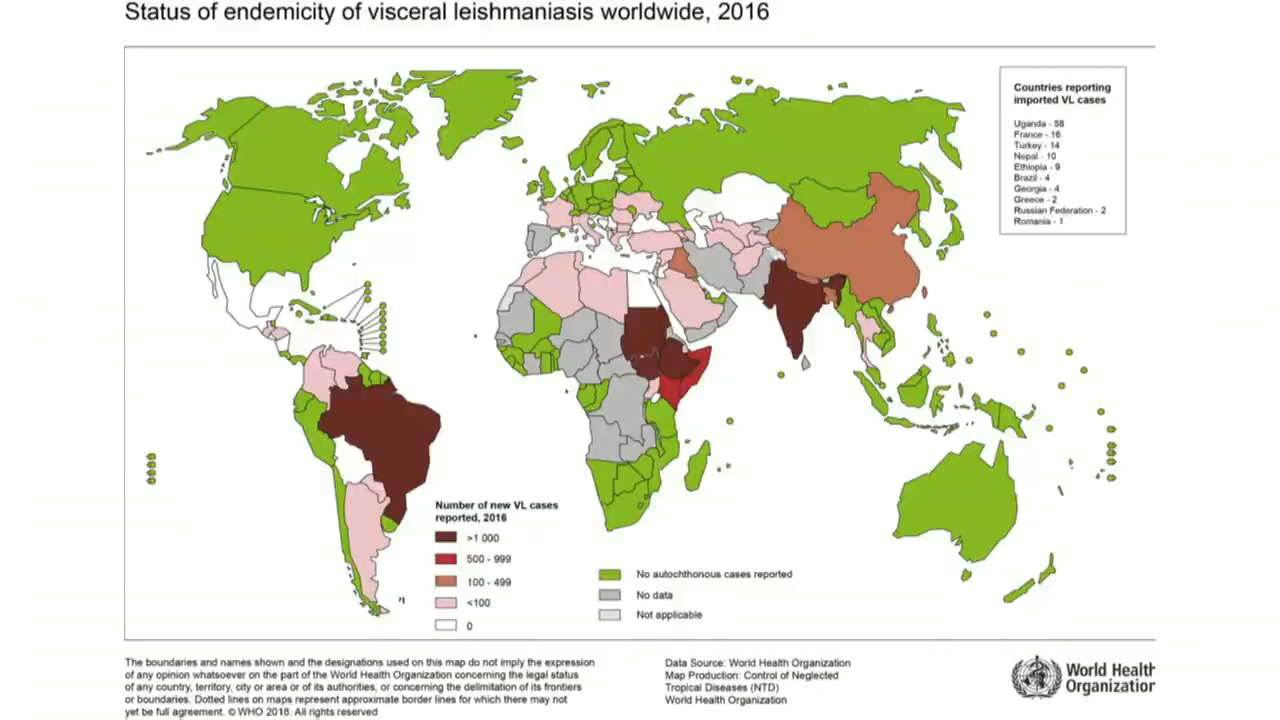 Status of endemicity of visceral leishmaniasis worldwide, 2016
Countries reporting
imported VL cases
Uganda - 58
France - 16
Turkey - 14
Nepal - 10
Ethiopia - 9
Brazil - 4
Georgia - 4
Greece - 2
Russian Federation - 2
Romania - 1
Number of new VL cases
reported, 2016
>1 000
500 - 999
100 - 499
<100
0
No autochthonous cases reported
No data
Not applicable
The boundaries and names shown and the designations used on this map do not imply the expression
of any opinion whatsoever on the part of the World Health Organization concerning the legal status
of any country, territory, city or area or of its authorities, or concerning the delimitation of its frontiers
or boundaries. Dotted lines on maps represent approximate border lines for which there may not
yet be full agreement. © WHO 2018. All rights reserved
Data Source: World Health Organization
Map Production: Control of Neglected
Tropical Diseases (NTD)
World Health Organization
World Health
Organization